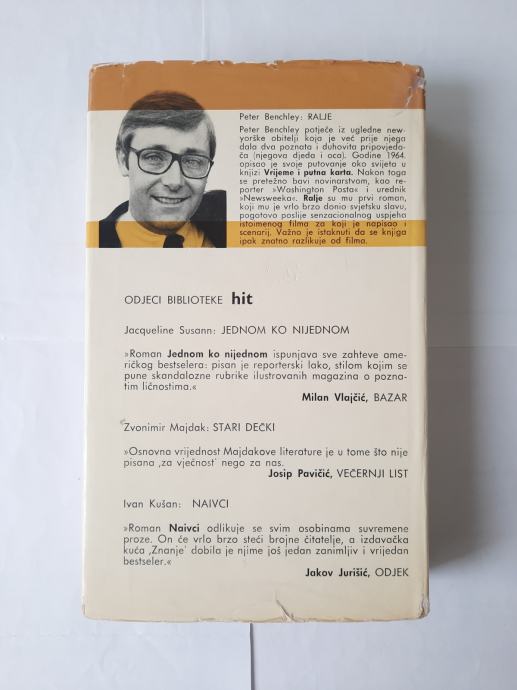 Peter Benchley: RALJE
Peter Benchley potječe iz ugledne new-
yorške obitelji koja je već prije njega
dala dva poznata i duhovita pripovjeda-
ča (njegova djeda i oca). Godine 1964.
opisao je svoje putovanje oko svijeta u
knjizi Vrijeme i putna karta. Nakon toga
se pretežno bavi novinarstvom, kao re-
porter »Washington Posta« i urednik
»Newsweeka«. Ralje su mu prvi roman,
koji mu je vrlo brzo donio svjetsku slavu,
pogotovo poslije senzacionalnog uspjeha
istoimenog filma za koji je napisao i
scenarij. Važno je istaknuti da se knjiga
ipak znatno razlikuje od filma.
ODJECI BIBLIOTEKE hit
Jacqueline Susann: JEDNOM KO NIJEDNOM
»Roman Jednom ko nijednom ispunjava sve zahteve ame-
ričkog bestselera: pisan je reporterski lako, stilom kojim se
pune skandalozne rubrike ilustrovanih magazina o pozna-
tim ličnostima.«
Milan Vlajčić, BAZAR
Zvonimir Majdak: STARI DEČKI
»Osnovna vrijednost Majdakove literature je u tome što nije
pisana ‚za vječnost' nego za nas.
Josip Pavičić, VEČERNJI LIST
Ivan Kušan: NAIVCI
»Roman Naivci odlikuje se svim osobinama suvremene
proze. On će vrlo brzo steći brojne čitatelje, a izdavačka
kuća ‚Znanje' dobila je njime još jedan zanimljiv i vrijedan
bestseler.«
Jakov Jurišić, ODJEK